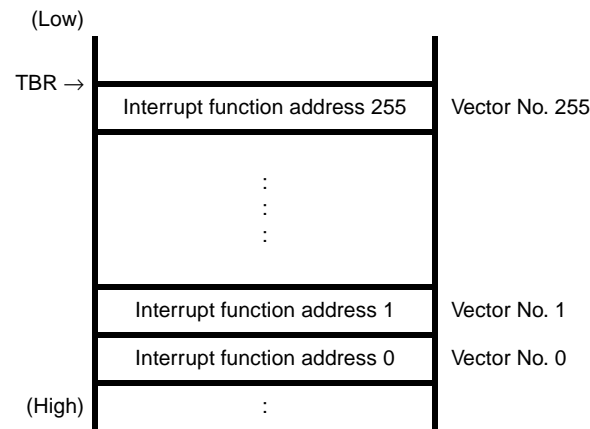 (Low)
TBR →
Interrupt function address 255 Vector No. 255
:
:
:
Interrupt function address 1 Vector No. 1
Interrupt function address 0 Vector No. 0
(High) :